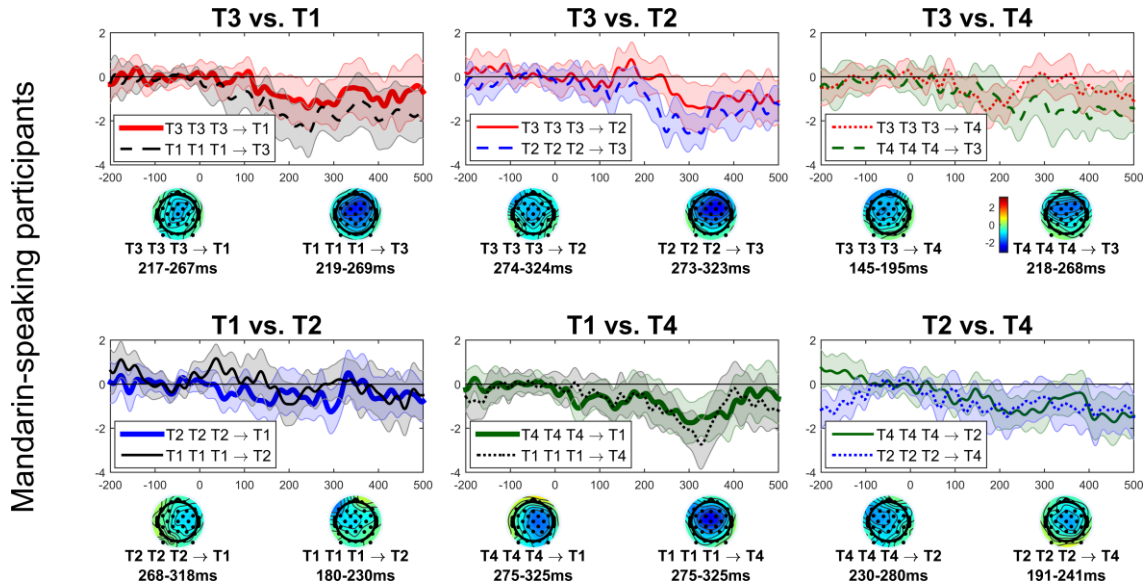 Mandarin-speaking participants
T3 vs. T1
T3 vs. T2
T3 vs. T4
2
0
-2
-4
T3 T3 T3 → T1
T1 T1 T1 → T3
-200 -100 0 100 200 300 400 500
2
0
-2
-4
T3 T3 T3 → T2
T2 T2 T2 → T3
-200 -100 0 100 200 300 400 500
2
0
-2
-4
T3 T3 T3 → T4
T4 T4 T4 → T3
-200 -100 0 100 200 300 400 500
T3 T3 T3 → T1
217-267ms
T1 T1 T1 → T3
219-269ms
T3 T3 T3 → T2
274-324ms
T2 T2 T2 → T3
273-323ms
T3 T3 T3 → T4
145-195ms
2
0
-2
T4 T4 T4 → T3
218-268ms
T1 vs. T2
T1 vs. T4
T2 vs. T4
2
0
-2
-4
T2 T2 T2 → T1
T1 T1 T1 → T2
-200 -100 0 100 200 300 400 500
2
0
-2
-4
T4 T4 T4 → T1
T1 T1 T1 → T4
-200 -100 0 100 200 300 400 500
2
0
-2
-4
T4 T4 T4 → T2
T2 T2 T2 → T4
-200 -100 0 100 200 300 400 500
T2 T2 T2 → T1
268-318ms
T1 T1 T1 → T2
180-230ms
T4 T4 T4 → T1
275-325ms
T1 T1 T1 → T4
275-325ms
T4 T4 T4 → T2
230-280ms
T2 T2 T2 → T4
191-241ms